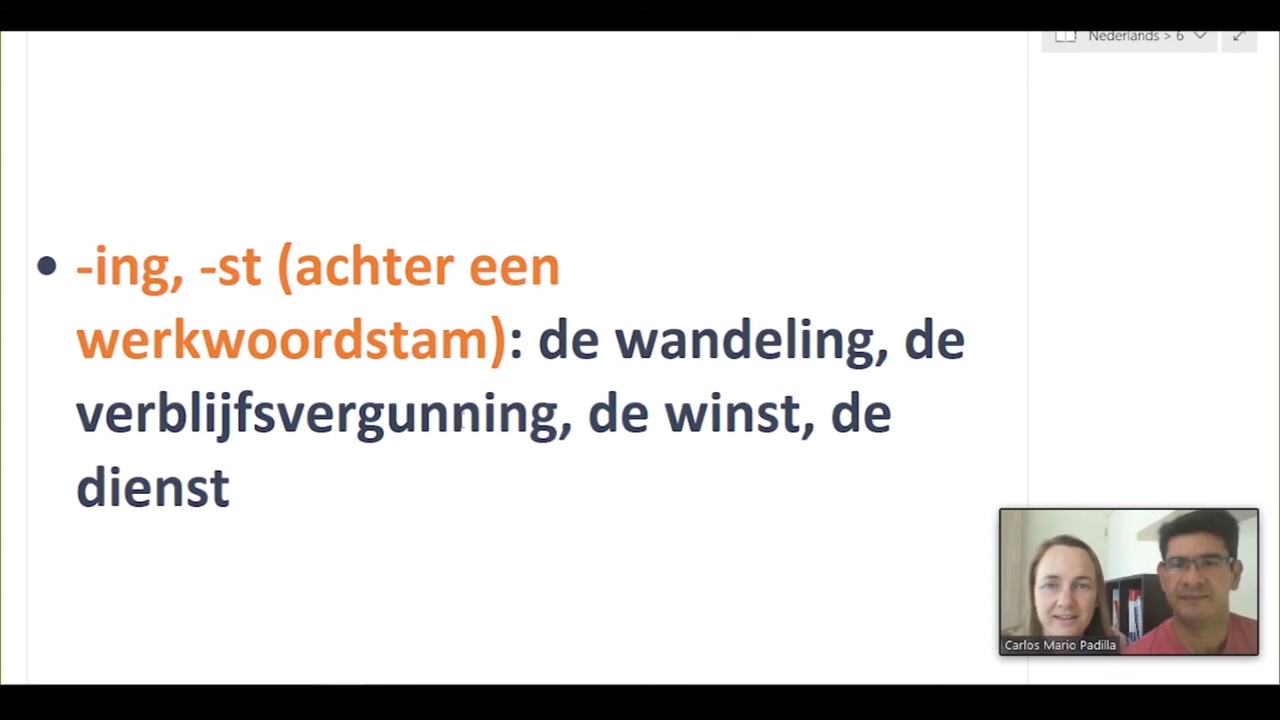 Nederlands > 6
• -ing, -st (achter een
werkwoordstam): de wandeling, de
verblijfsvergunning, de winst, de
dienst
Carlos Mario Padilla